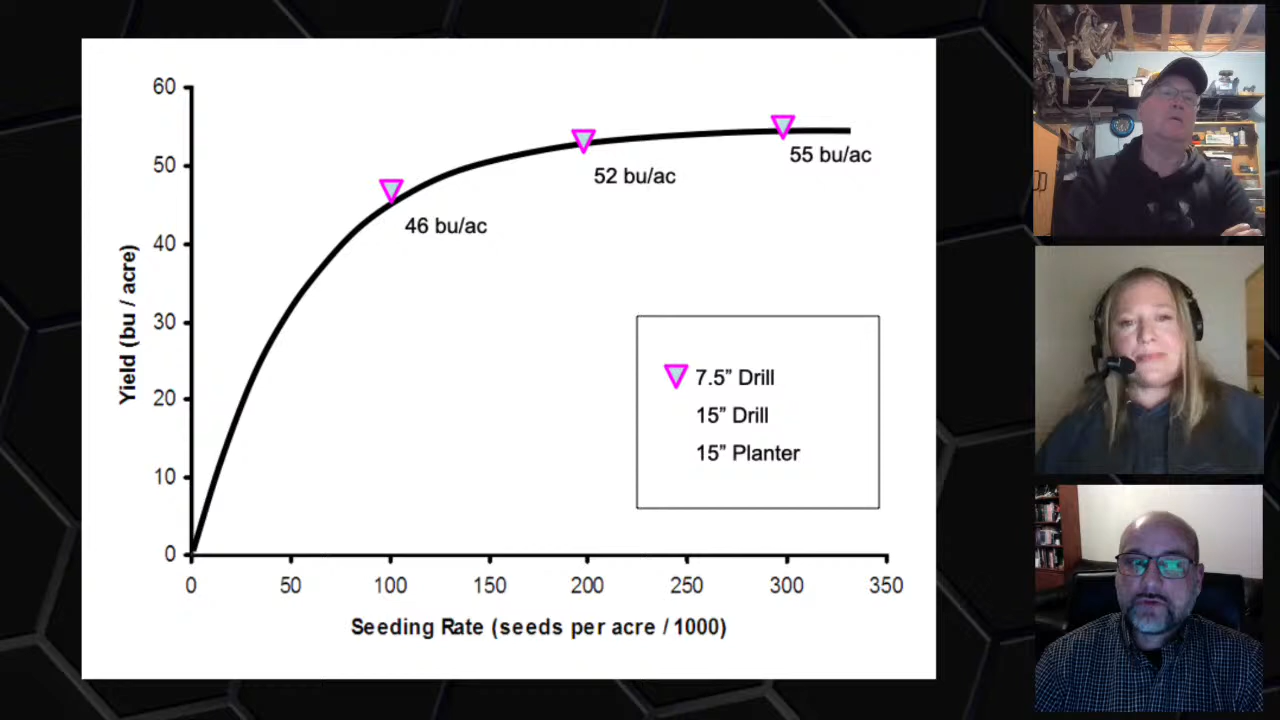 60
50
40
30
20
10
0
Yield (bu / acre)
46 bu/ac
52 bu/ac
55 bu/ac
7.5” Drill
15” Drill
15” Planter
0 50 100 150 200 250 300 350
Seeding Rate (seeds per acre / 1000)